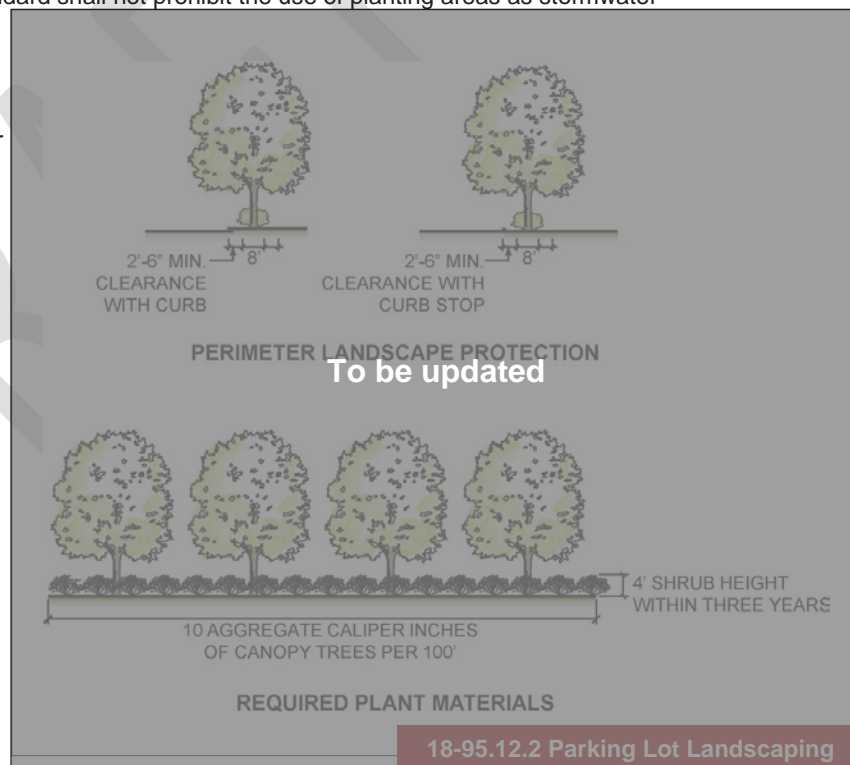 dard shall not prohibit the use of planting areas as stormwater
2'-6" MIN.
CLEARANCE
WITH CURB
8'
2'-6" MIN.
CLEARANCE WITH
CURB STOP
8'
PERIMETER LANDSCAPE PROTECTION
To be updated
4' SHRUB HEIGHT
WITHIN THREE YEARS
10 AGGREGATE CALIPER INCHES
OF CANOPY TREES PER 100'
REQUIRED PLANT MATERIALS
18-95.12.2 Parking Lot Landscaping